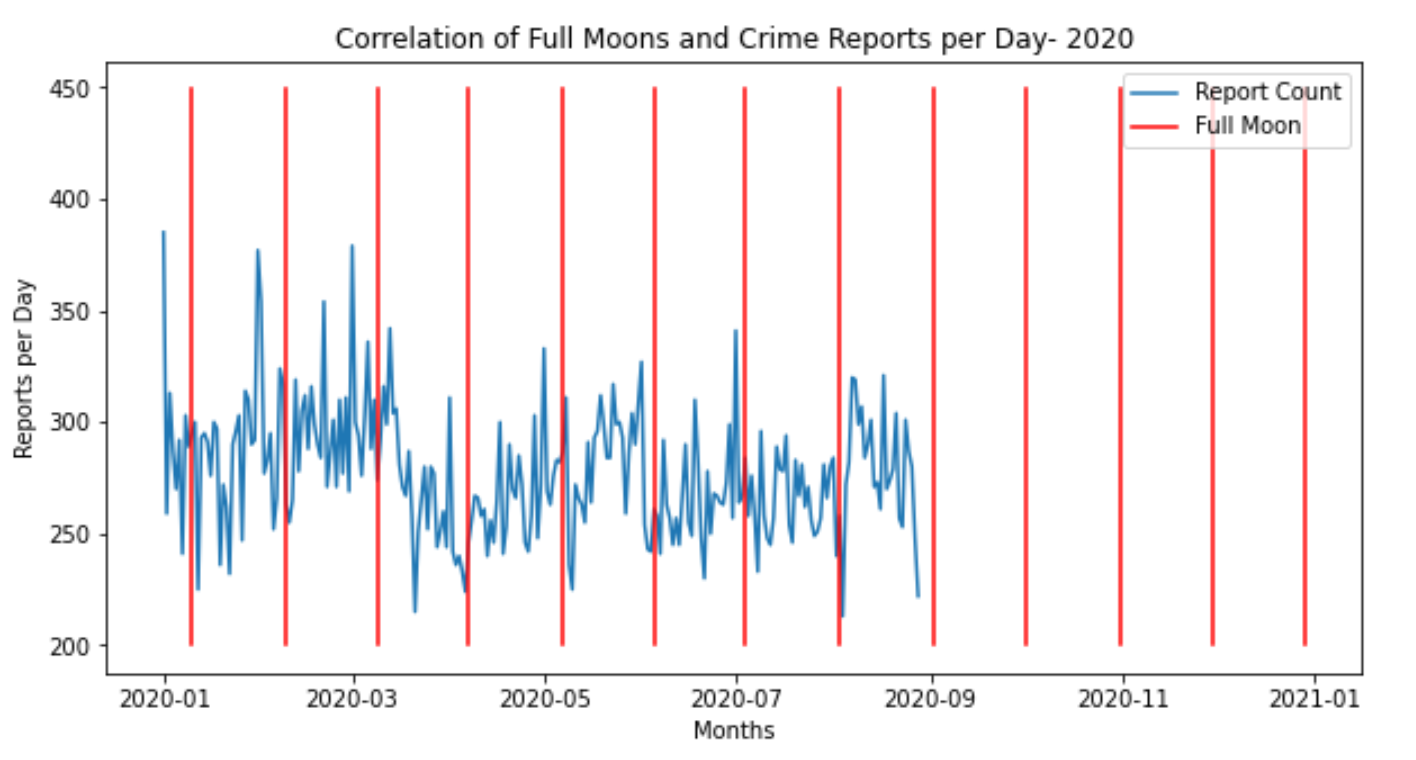 Correlation of Full Moons and Crime Reports per Day- 2020
450
400
350
300
250
200
Reports per Day
Report Count
Full Moon
2020-01 2020-03 2020-05 2020-07 2020-09 2020-11 2021-01
Months